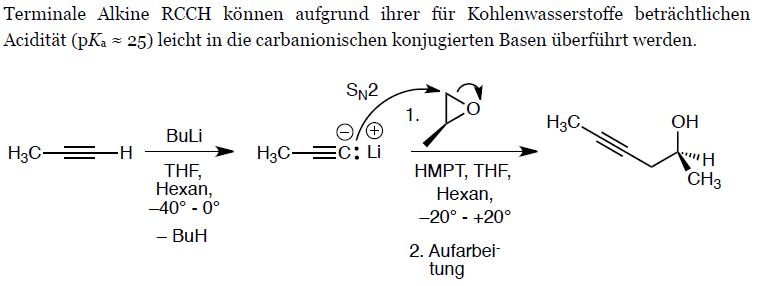 Terminale Alkine RCCH können aufgrund ihrer für Kohlenwasserstoffe beträchtlichen
Acidität (pKa ≈ 25) leicht in die carbanionischen konjugierten Basen überführt werden.
SN2
1.
O
BuLi
H3C
H
THF,
Hexan,
–40° - 0°
– BuH
H3C
C:
Li
⊖
⊕
HMPT, THF,
Hexan,
–20° - +20°
2. Aufarbei-
tung
H3C
OH
H
CH3